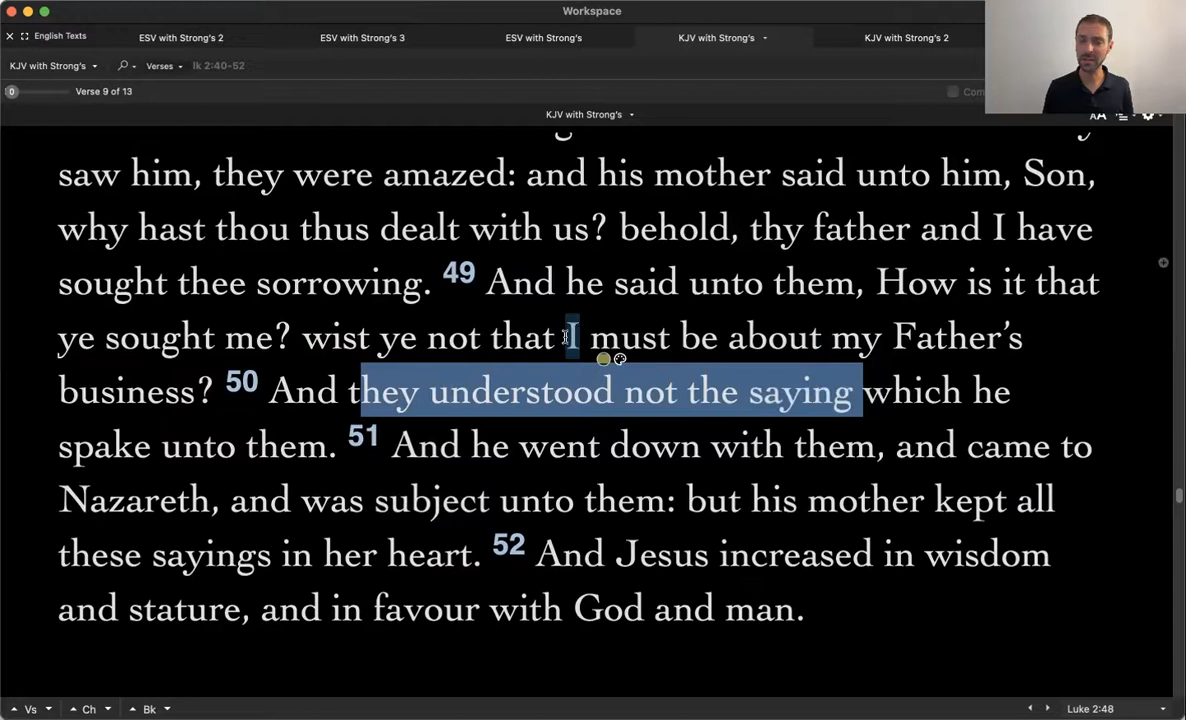 Workspace
English Texts
ESV with Strong's 2
ESV with Strong's 3
ESV with Strong's
KJV with Strong's
KJV with Strong's 2
KJV with Strong's
Verses
lk 2:40-52
0
Verse 9 of 13
KJV with Strong's
AA
saw him, they were amazed: and his mother said unto him, Son,
why hast thou thus dealt with us? behold, thy father and I have
sought thee sorrowing. 49 And he said unto them, How is it that
ye sought me? wist ye not that I must be about my Father’s
business? 50 And they understood not the saying which he
spake unto them. 51 And he went down with them, and came to
Nazareth, and was subject unto them: but his mother kept all
these sayings in her heart. 52 And Jesus increased in wisdom
and stature, and in favour with God and man.
Vs
Ch
Bk
Luke 2:48